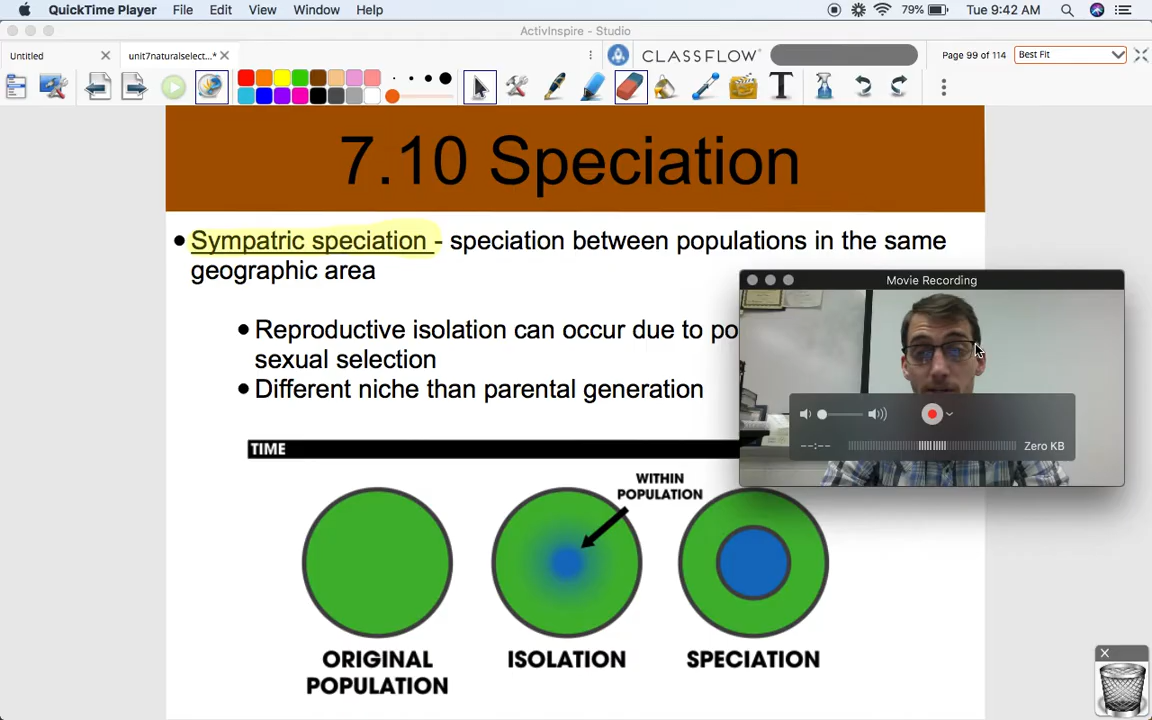 QuickTime Player File Edit View Window Help 79% Tue 9:42 AM
ActivInspire - Studio
Untitled unit7naturalselect...* CLASSFLOW Page 99 of 114 Best Fit
7.10 Speciation
Sympatric speciation - speciation between populations in the same
geographic area
Movie Recording
Reproductive isolation can occur due to po
sexual selection
Different niche than parental generation
--:-- Zero KB
TIME
WITHIN
POPULATION
ORIGINAL
POPULATION
ISOLATION
SPECIATION